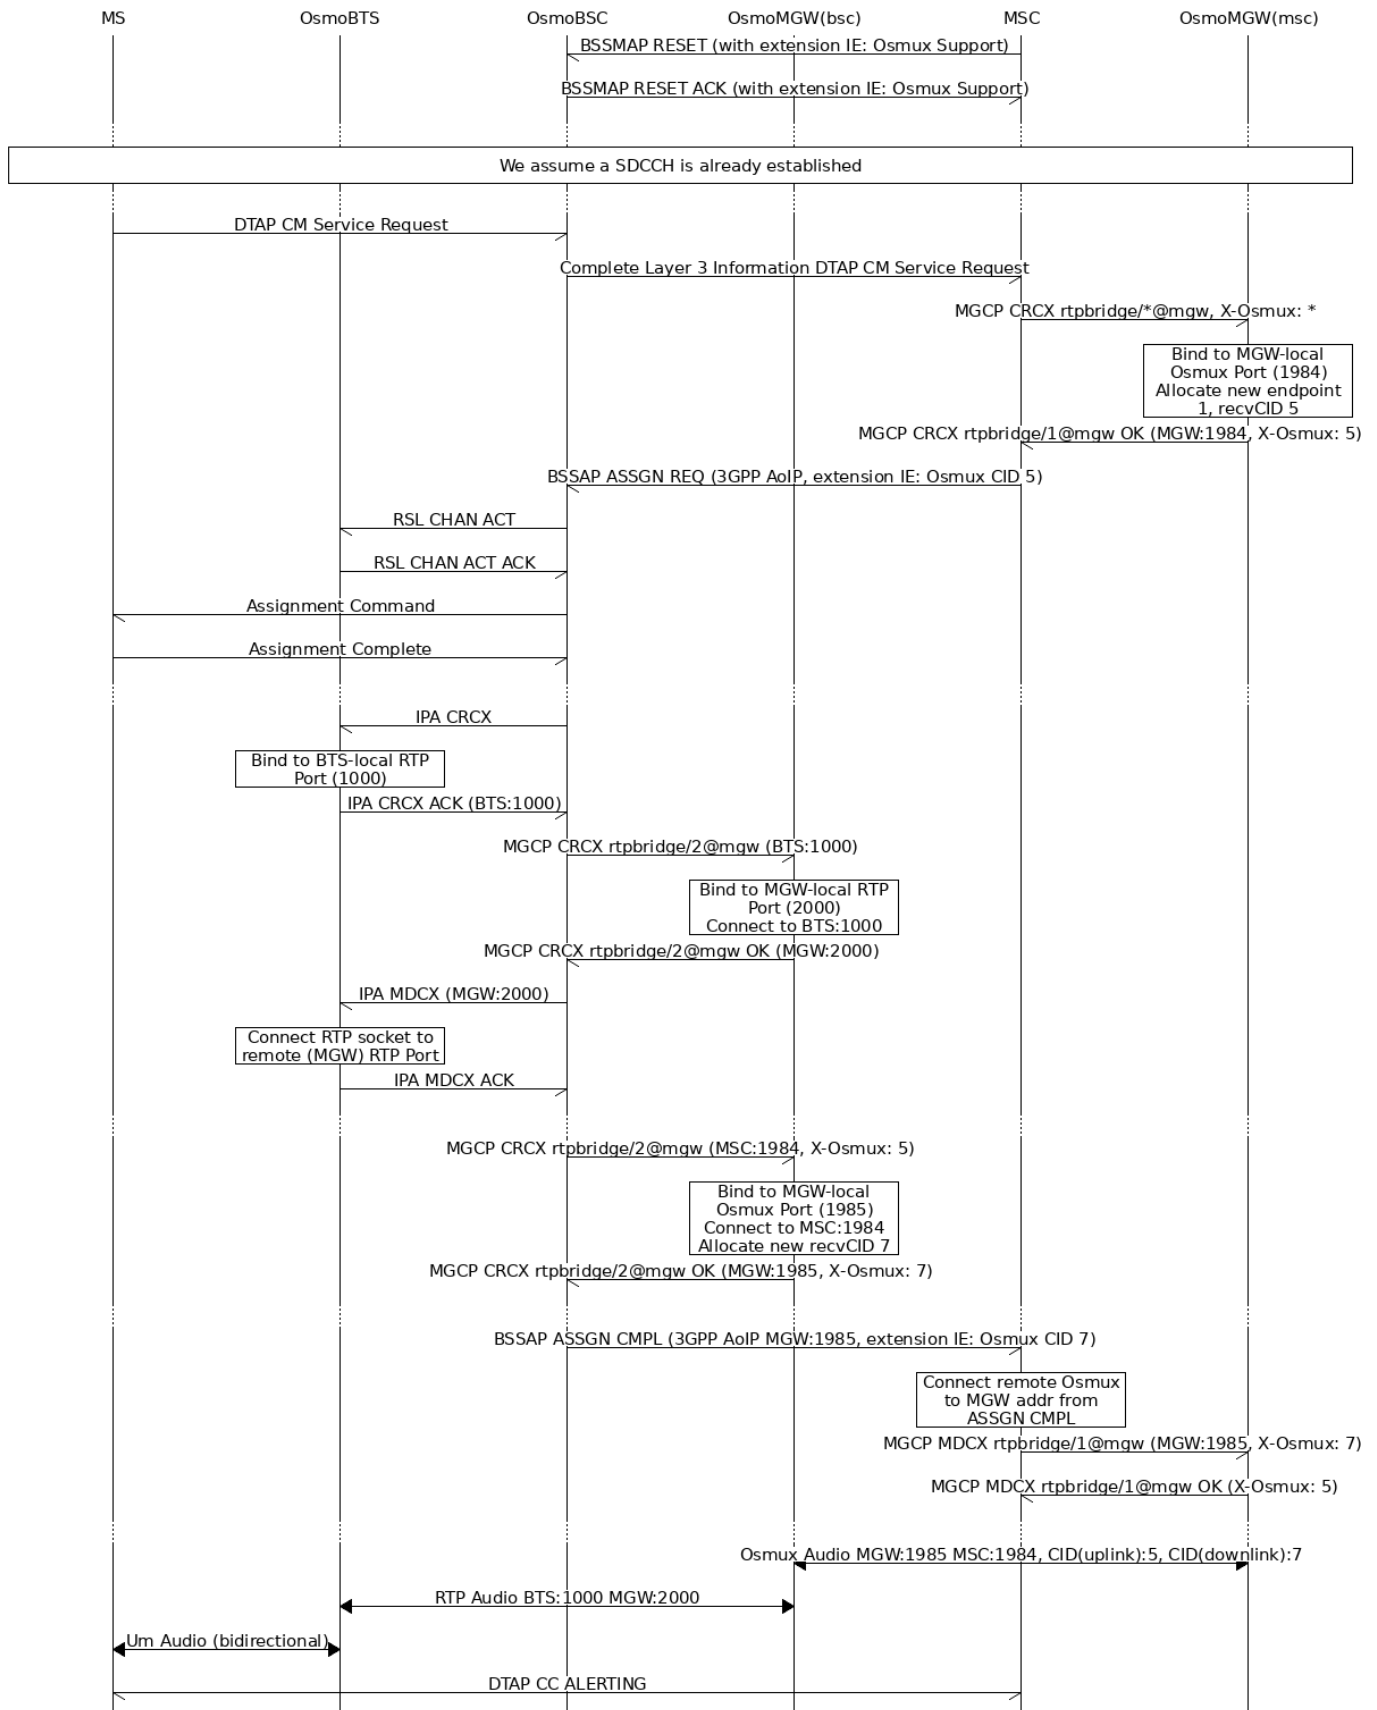 MS OsmoBTS OsmoBSC OsmoMGW(bsc) MSC OsmoMGW(msc)
BSSMAP RESET (with extension IE: Osmux Support)
BSSMAP RESET ACK (with extension IE: Osmux Support)
We assume a SDCCH is already established
DTAP CM Service Request
Complete Layer 3 Information DTAP CM Service Request
MGCP CRCX rtpbridge/*@mgw, X-Osmux: *
Bind to MGW-local
Osmux Port (1984)
Allocate new endpoint
1, recvCID 5
MGCP CRCX rtpbridge/1@mgw OK (MGW:1984, X-Osmux: 5)
BSSAP ASSGN REQ (3GPP AoIP, extension IE: Osmux CID 5)
RSL CHAN ACT
RSL CHAN ACT ACK
Assignment Command
Assignment Complete
IPA CRCX
Bind to BTS-local RTP
Port (1000)
IPA CRCX ACK (BTS:1000)
MGCP CRCX rtpbridge/2@mgw (BTS:1000)
Bind to MGW-local RTP
Port (2000)
Connect to BTS:1000
MGCP CRCX rtpbridge/2@mgw OK (MGW:2000)
IPA MDCX (MGW:2000)
Connect RTP socket to
remote (MGW) RTP Port
IPA MDCX ACK
MGCP CRCX rtpbridge/2@mgw (MSC:1984, X-Osmux: 5)
Bind to MGW-local
Osmux Port (1985)
Connect to MSC:1984
Allocate new recvCID 7
MGCP CRCX rtpbridge/2@mgw OK (MGW:1985, X-Osmux: 7)
BSSAP ASSGN CMPL (3GPP AoIP MGW:1985, extension IE: Osmux CID 7)
Connect remote Osmux
to MGW addr from
ASSGN CMPL
MGCP MDCX rtpbridge/1@mgw (MGW:1985, X-Osmux: 7)
MGCP MDCX rtpbridge/1@mgw OK (X-Osmux: 5)
Osmux Audio MGW:1985 MSC:1984, CID(uplink):5, CID(downlink):7
RTP Audio BTS:1000 MGW:2000
Um Audio (bidirectional)
DTAP CC ALERTING